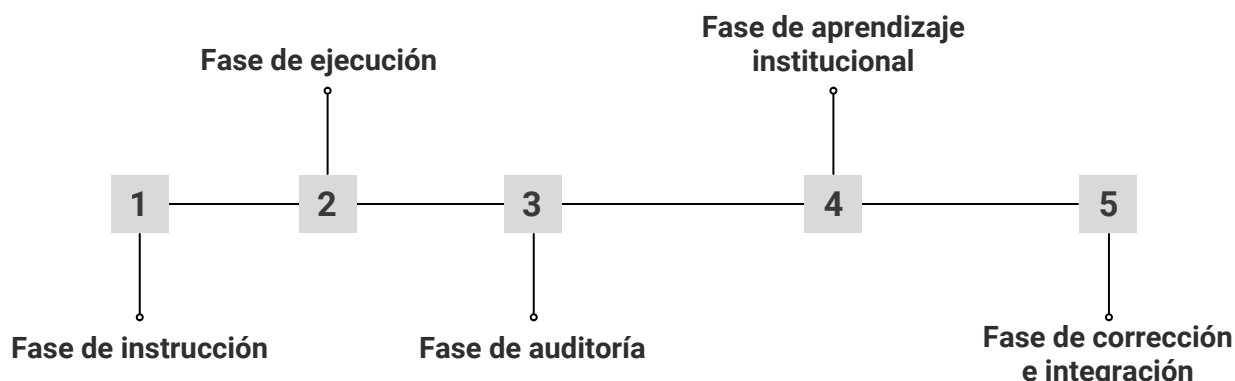 Fase de aprendizaje
institucional
Fase de ejecución
1
2
3
4
5
Fase de instrucción
Fase de auditoría
Fase de corrección
e integración